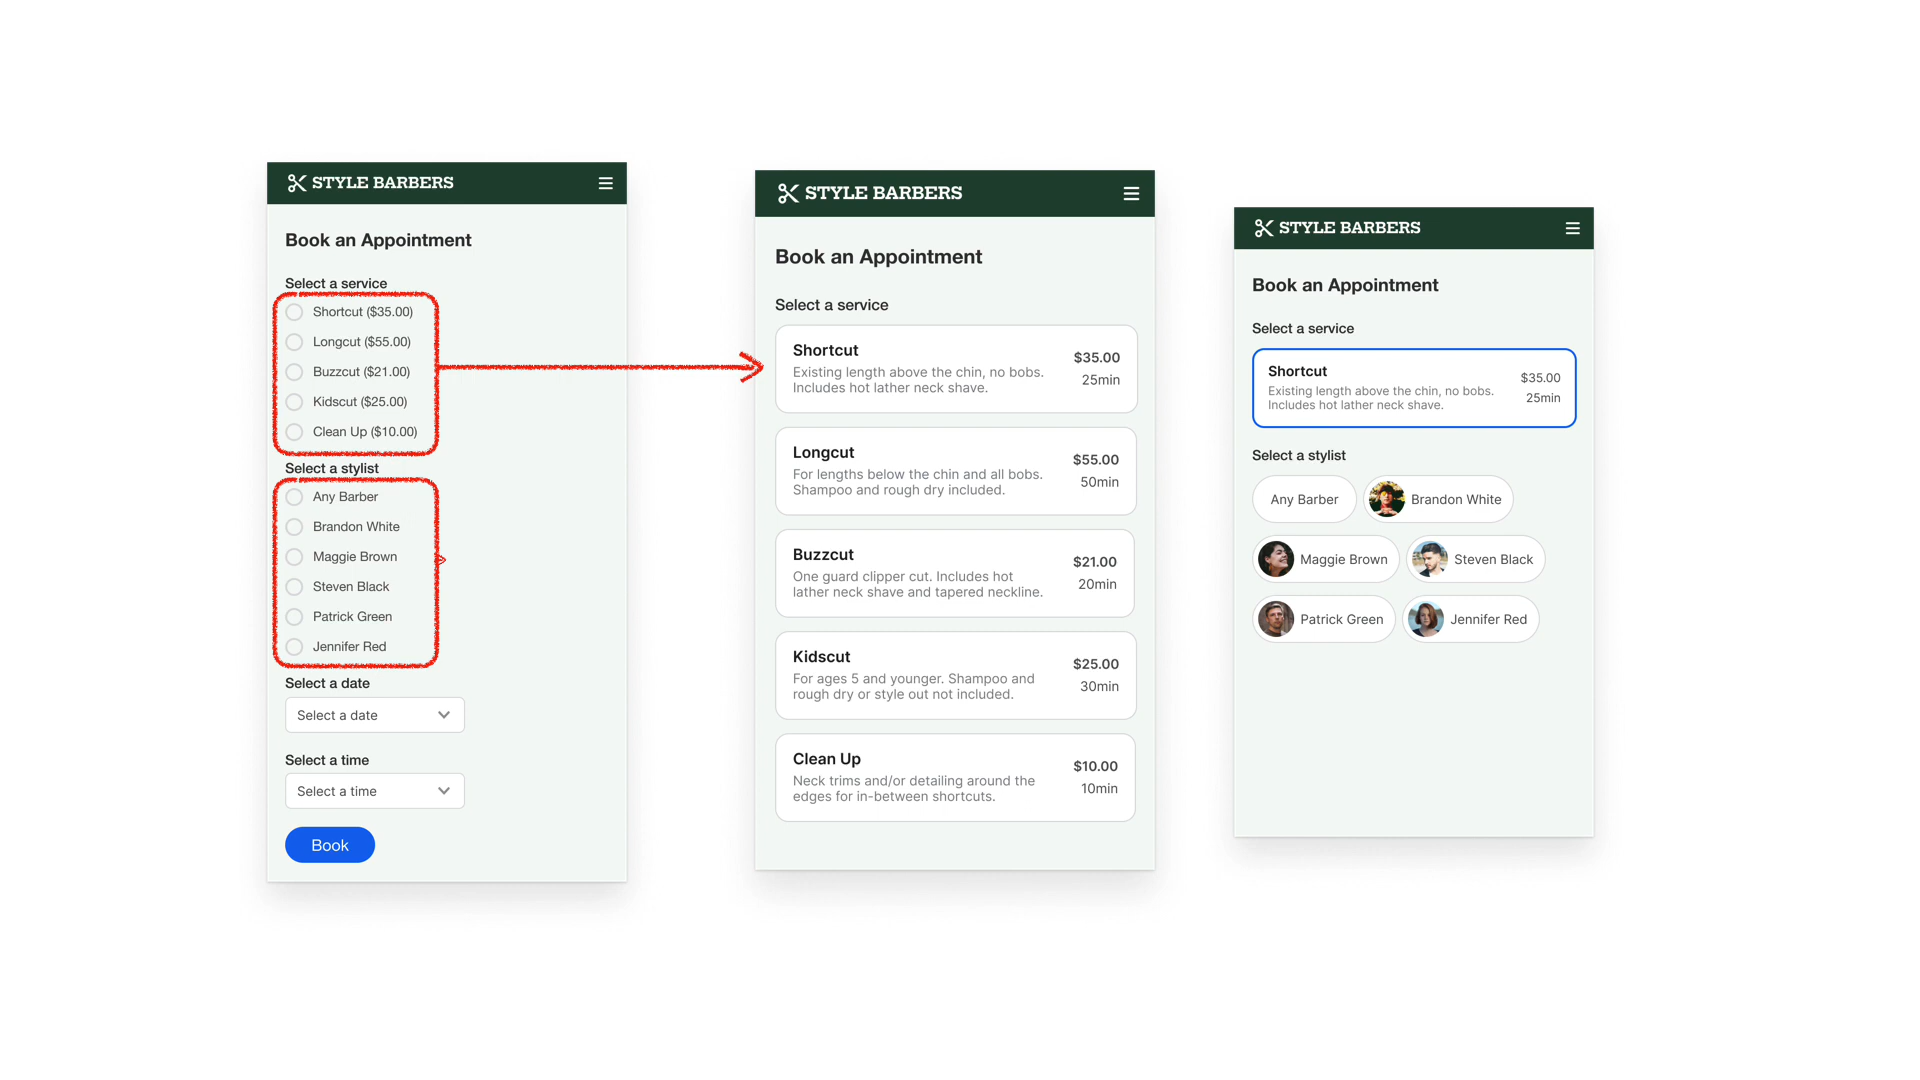 STYLE BARBERS
Book an Appointment
Select a service
Shortcut ($35.00)
Longcut ($55.00)
Buzzcut ($21.00)
Kidscut ($25.00)
Clean Up ($10.00)
Select a stylist
Any Barber
Brandon White
Maggie Brown
Steven Black
Patrick Green
Jennifer Red
Select a date
Select a date
Select a time
Select a time
Book
STYLE BARBERS
Book an Appointment
Select a service
Shortcut
Existing length above the chin, no bobs.
Includes hot lather neck shave.
$35.00
25min
Longcut
For lengths below the chin and all bobs.
Shampoo and rough dry included.
$55.00
50min
Buzzcut
One guard clipper cut. Includes hot
lather neck shave and tapered neckline.
$21.00
20min
Kidscut
For ages 5 and younger. Shampoo and
rough dry or style out not included.
$25.00
30min
Clean Up
Neck trims and/or detailing around the
edges for in-between shortcuts.
$10.00
10min
STYLE BARBERS
Book an Appointment
Select a service
Shortcut
Existing length above the chin, no bobs.
Includes hot lather neck shave.
$35.00
25min
Select a stylist
Any Barber
Brandon White
Maggie Brown
Steven Black
Patrick Green
Jennifer Red